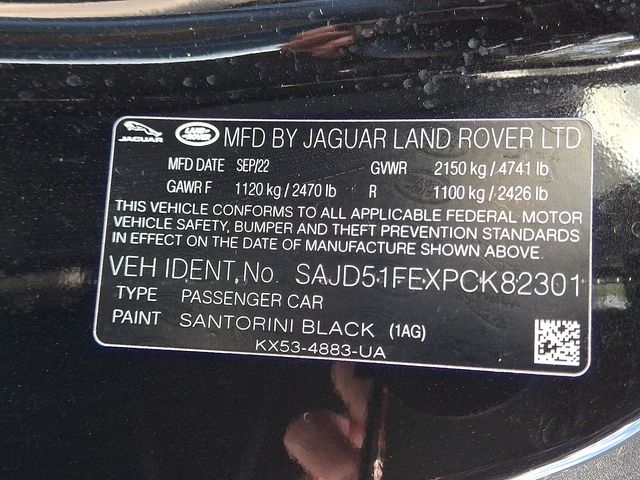 JAGUAR LAND ROVER MFD BY JAGUAR LAND ROVER LTD
MFD DATE SEP/22 GVWR 2150 kg / 4741 lb
GAWR F 1120 kg / 2470 lb R 1100 kg / 2426 lb
THIS VEHICLE CONFORMS TO ALL APPLICABLE FEDERAL MOTOR
VEHICLE SAFETY, BUMPER AND THEFT PREVENTION STANDARDS
IN EFFECT ON THE DATE OF MANUFACTURE SHOWN ABOVE.
VEH IDENT, No. SAJD51FEXPCK82301
TYPE PASSENGER CAR
PAINT SANTORINI BLACK (1AG)
KX53-4883-UA